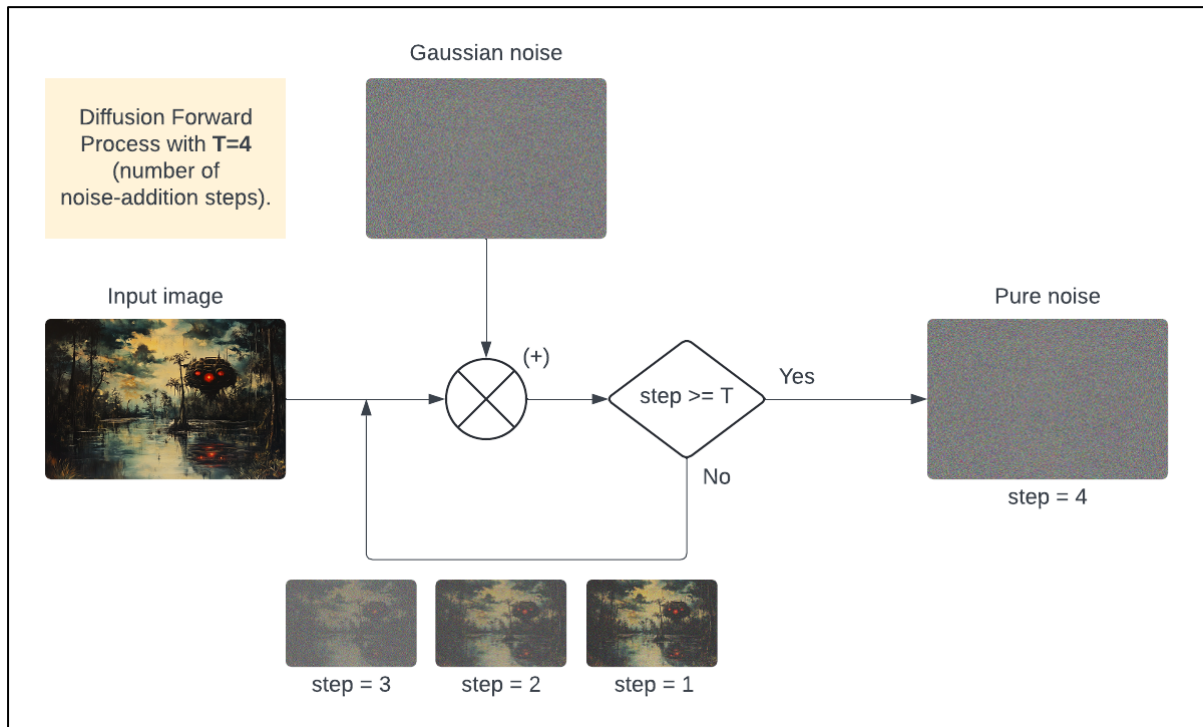 Gaussian noise
Diffusion Forward
Process with T=4
(number of
noise-addition steps).
Input image
Pure noise
(+)
step >= T
Yes
No
step = 4
step = 3
step = 2
step = 1